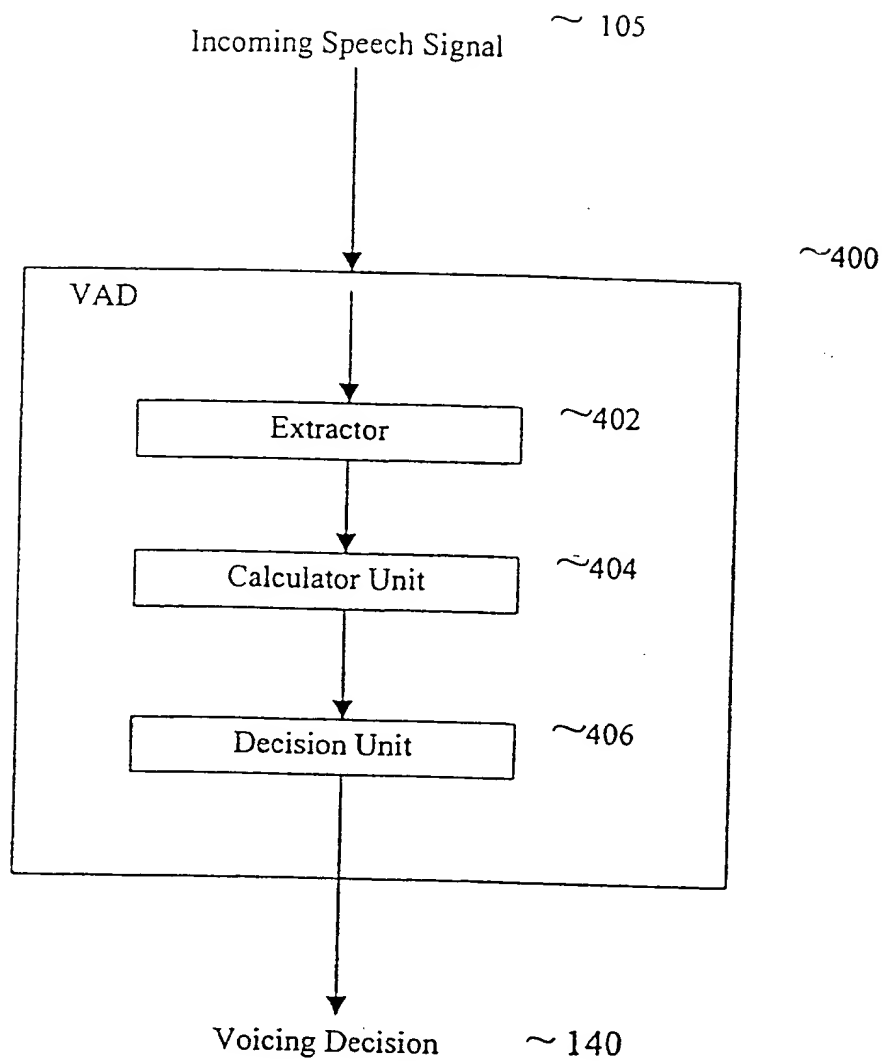 Incoming Speech Signal ~ 105
~400
VAD
Extractor ~402
Calculator Unit ~404
Decision Unit ~406
Voicing Decision ~ 140